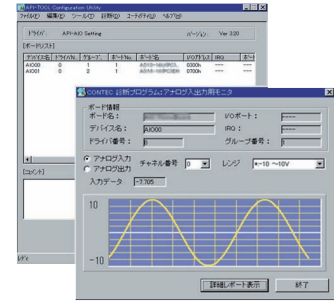 API-TOOL Configuration Utility
ファイル(F) 編集(E) ツール(T) 診断(D) ユーティリティ(U) ヘルプ(H)
ドライバ: API-AIO Setting バージョン: Ver 3.20
[ボードリスト]
デバイス名 ドライバNo. グループ. ボードNo. ボード名 I/Oアドレス IRQ
AIO00 0 1 0300h
AIO01 0 2 1 0700h
[コメント]
CONTEC 診断プログラム:アナログ入出力用モニタ
ボード情報
ボード名:
I/Oポート: ----
デバイス名: AIO00
IRQ: ----
ドライバ番号:
グループ番号:
アナログ入力
アナログ出力
チャネル番号 0
レンジ *-10 ~10V
入力データ -7.705
10
-10
詳細レポート表示
終了